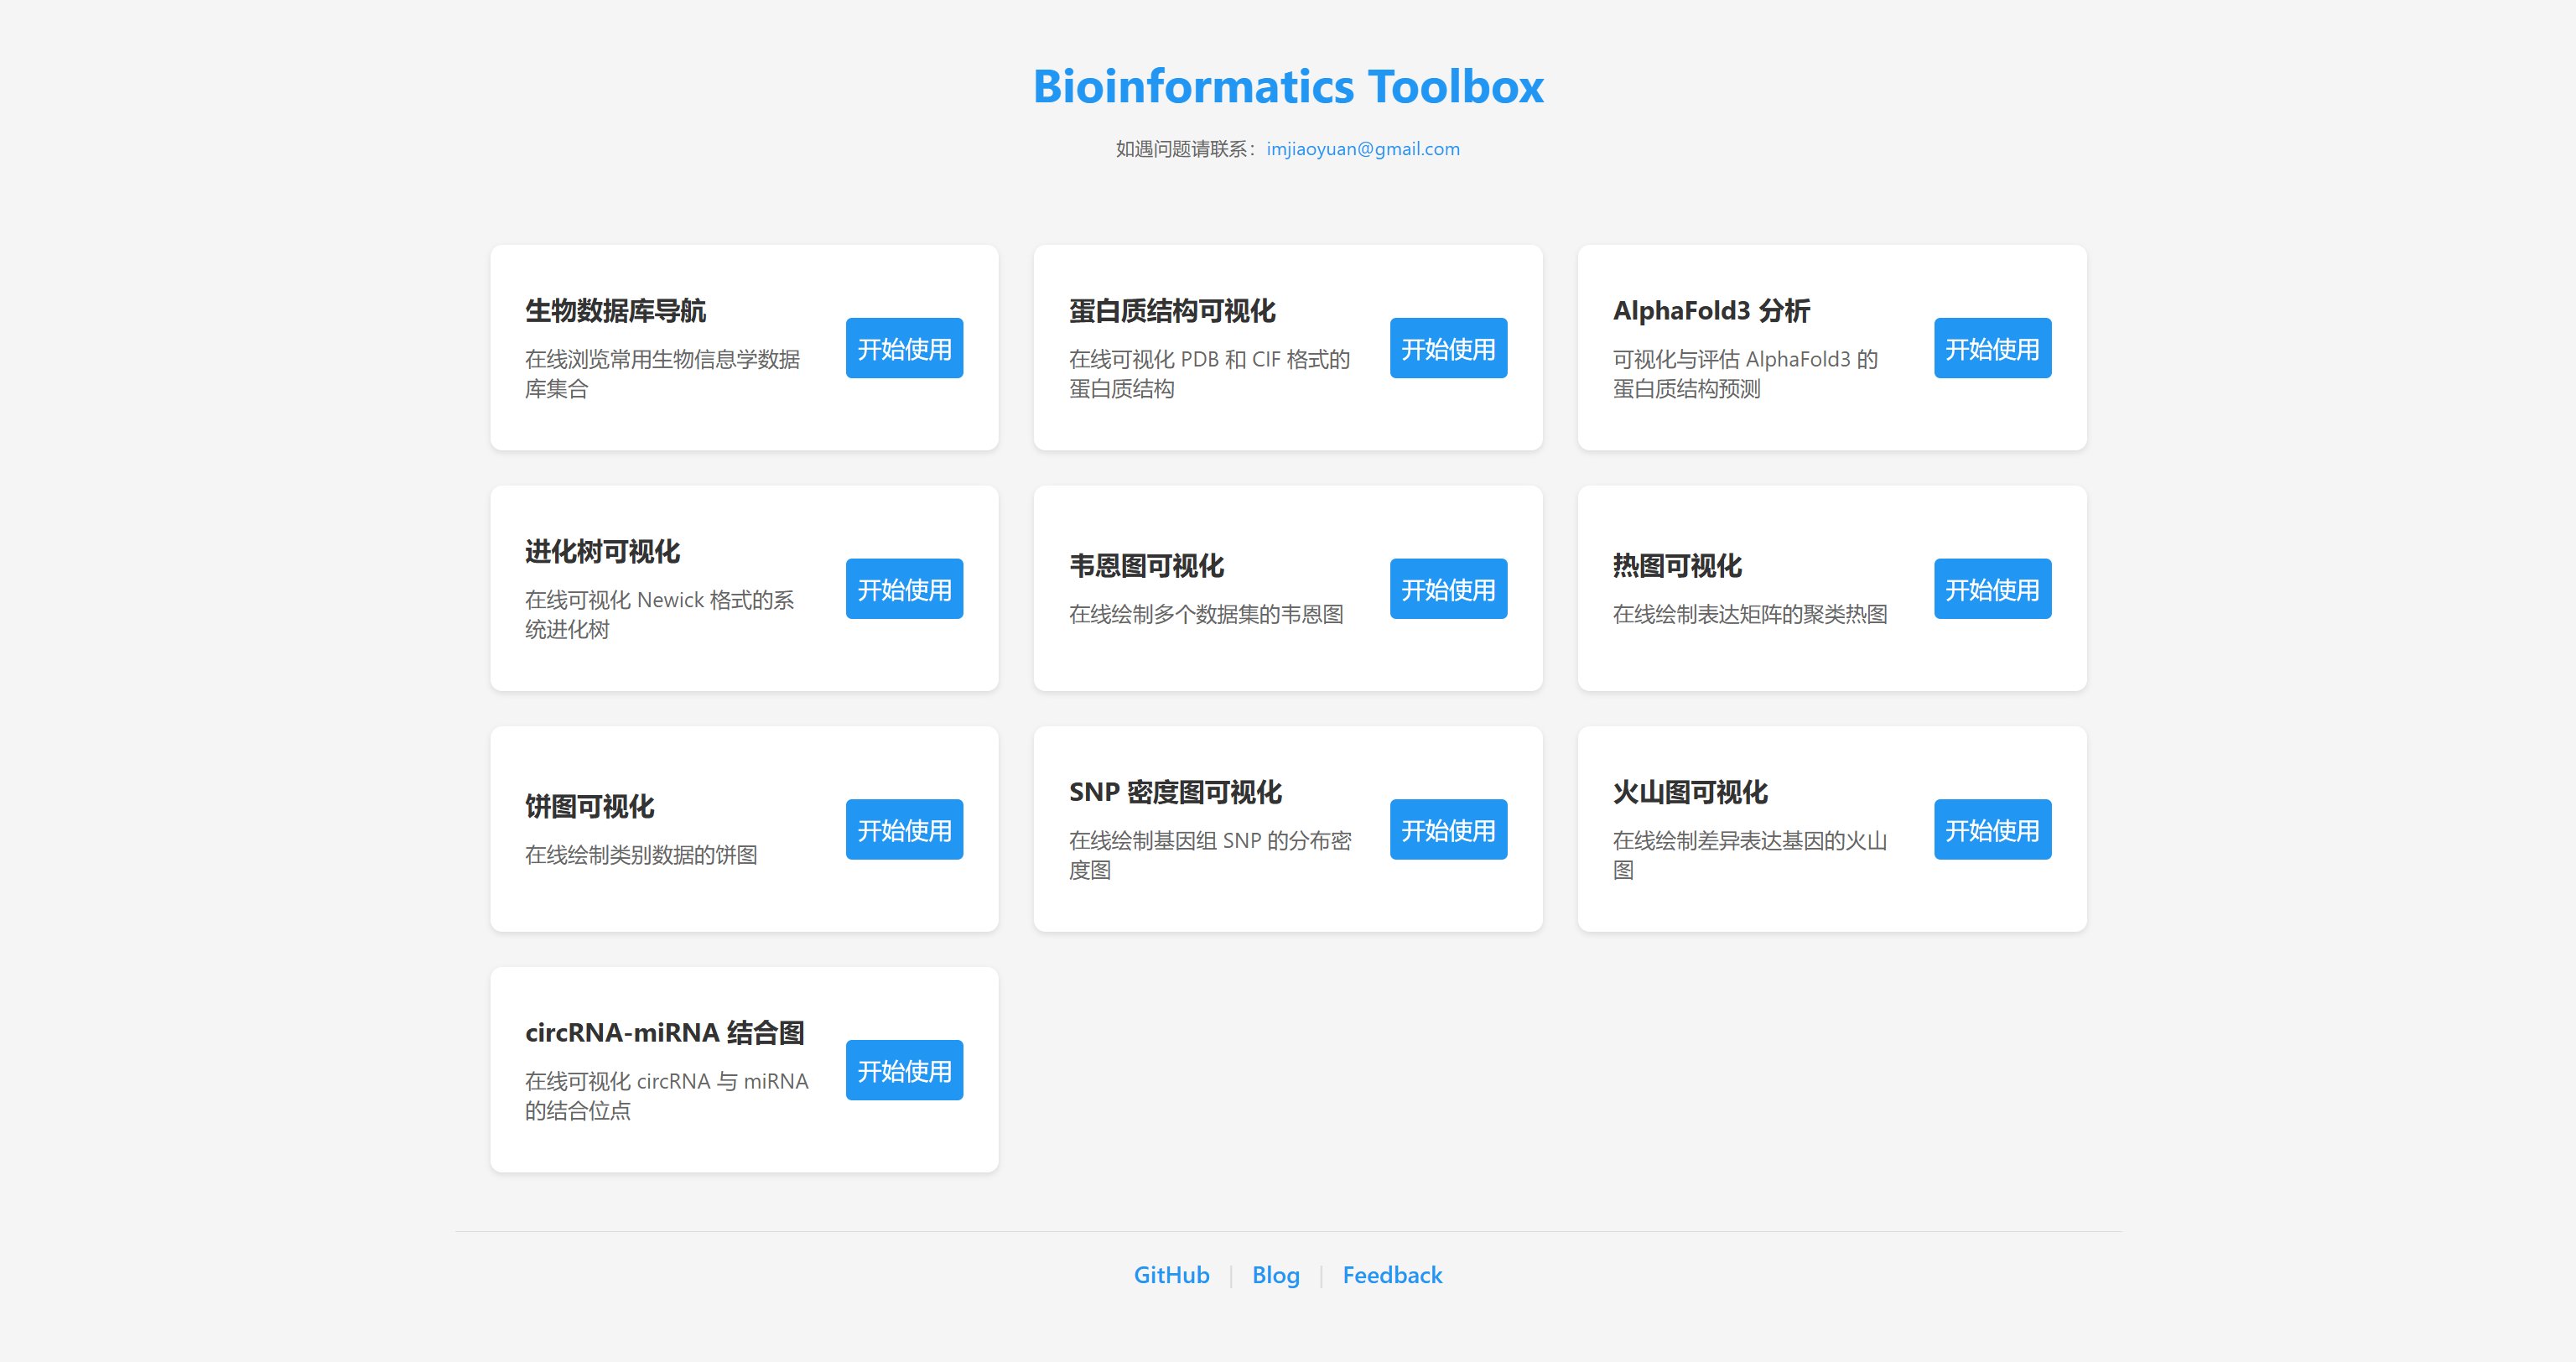 Bioinformatics Toolbox
如遇问题请联系：imjiaoyuan@gmail.com
生物数据库导航
在线浏览常用生物信息学数据
库集合
开始使用
蛋白质结构可视化
在线可视化 PDB 和 CIF 格式的
蛋白质结构
开始使用
AlphaFold3 分析
可视化与评估 AlphaFold3 的
蛋白质结构预测
开始使用
进化树可视化
在线可视化 Newick 格式的系
统进化树
开始使用
韦恩图可视化
在线绘制多个数据集的韦恩图
开始使用
热图可视化
在线绘制表达矩阵的聚类热图
开始使用
饼图可视化
在线绘制类别数据的饼图
开始使用
SNP 密度图可视化
在线绘制基因组 SNP 的分布密
度图
开始使用
火山图可视化
在线绘制差异表达基因的火山
图
开始使用
circRNA-miRNA 结合图
在线可视化 circRNA 与 miRNA
的结合位点
开始使用
GitHub | Blog | Feedback